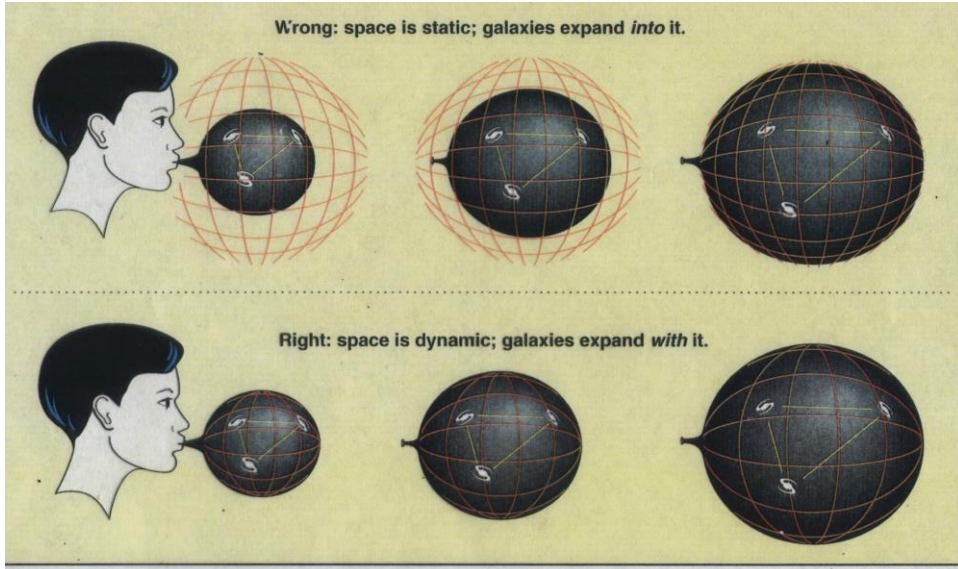 Wrong: space is static; galaxies expand into it.
Right: space is dynamic; galaxies expand with it.